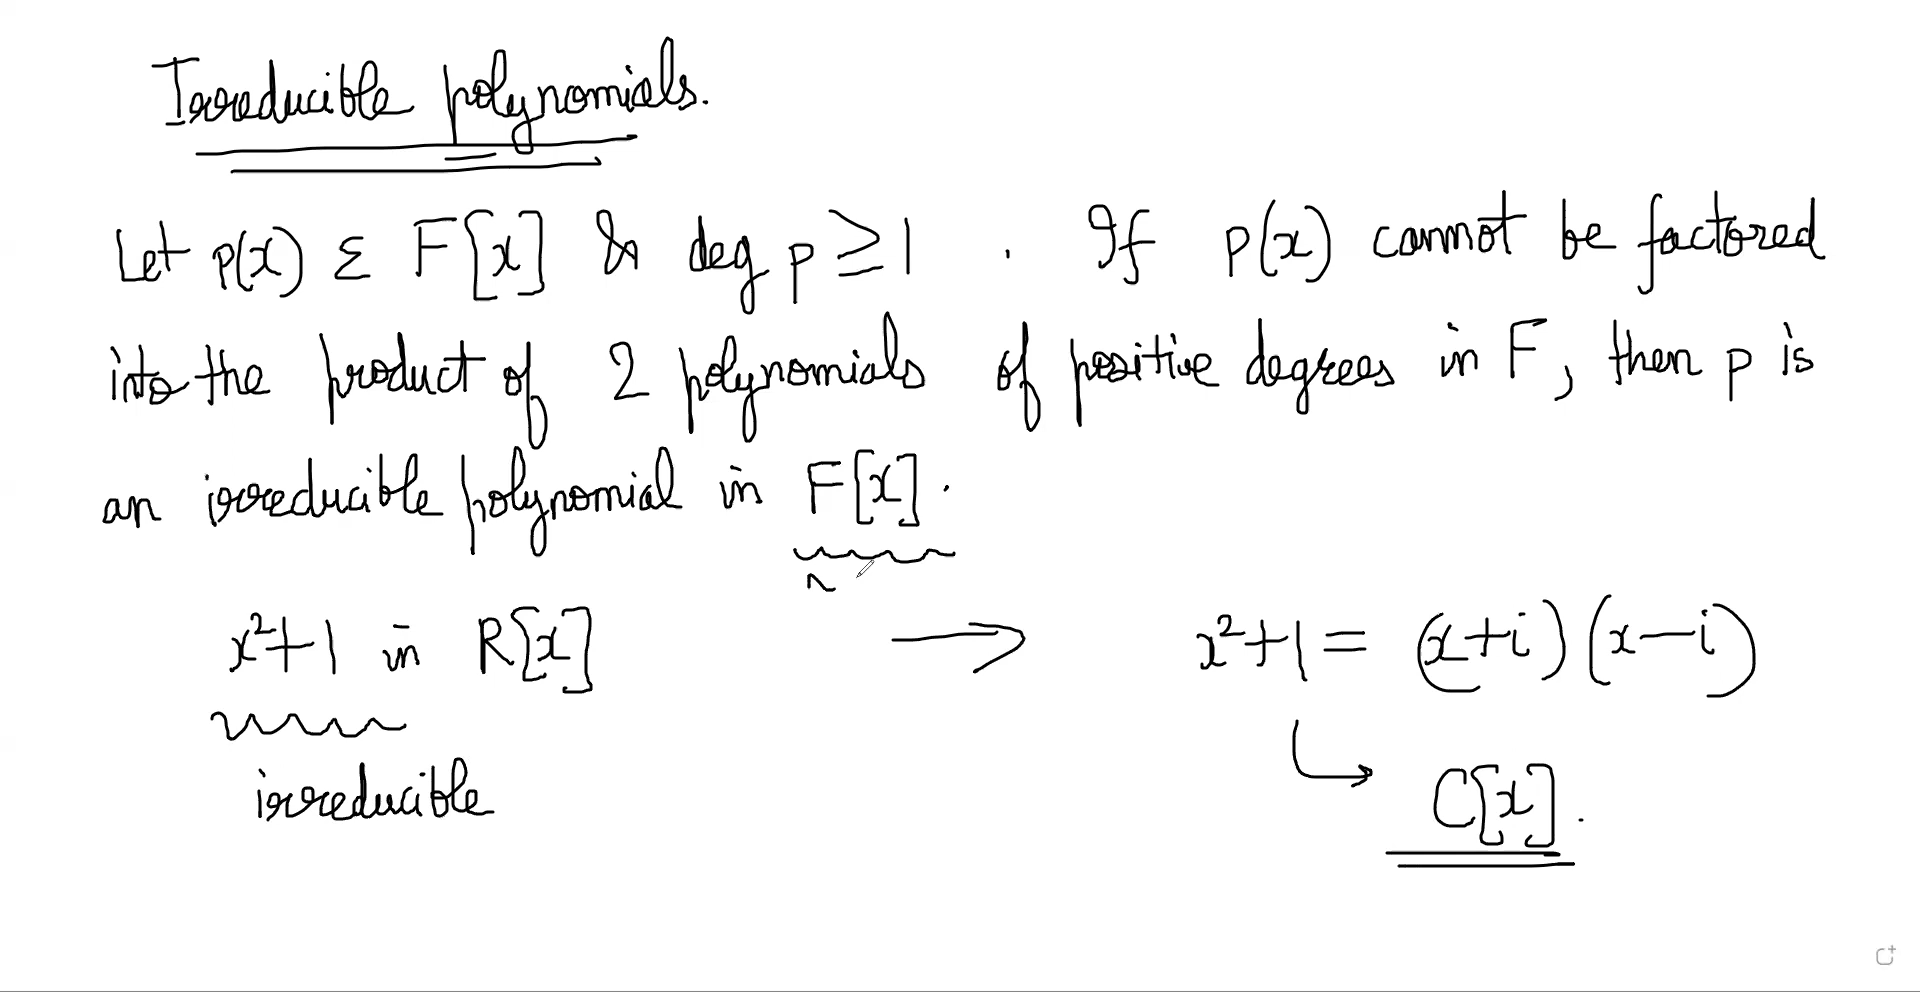 Irreducible polynomials.
Let p(x) ∈ F[x] & deg p ≥ 1 . If p(x) cannot be factored
into the product of 2 polynomials of positive degrees in F, then p is
an irreducible polynomial in F[x].
x²+1 in R[x] → x²+1 = (x+i)(x-i)
irreducible ↳ C[x].